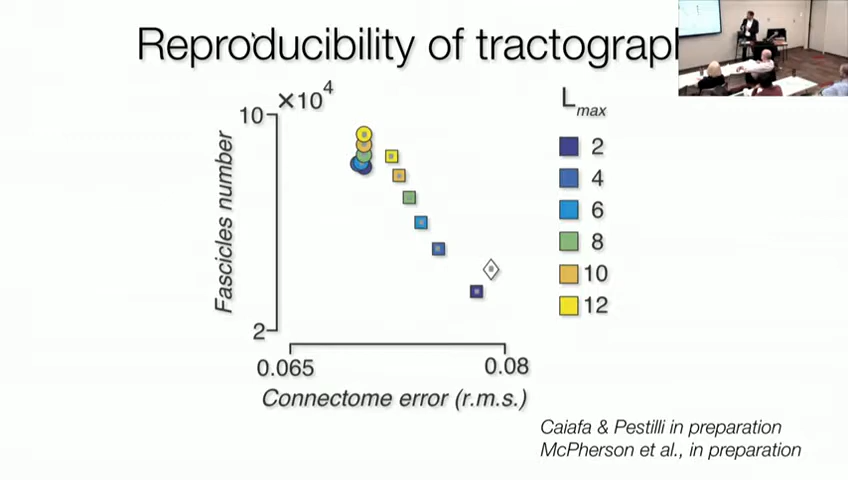 Reproducibility of tractograph
×10⁴
10
2
Fascicles number
0.065
0.08
Connectome error (r.m.s.)
Lmax
2
4
6
8
10
12
Caiafa & Pestilli in preparation
McPherson et al., in preparation